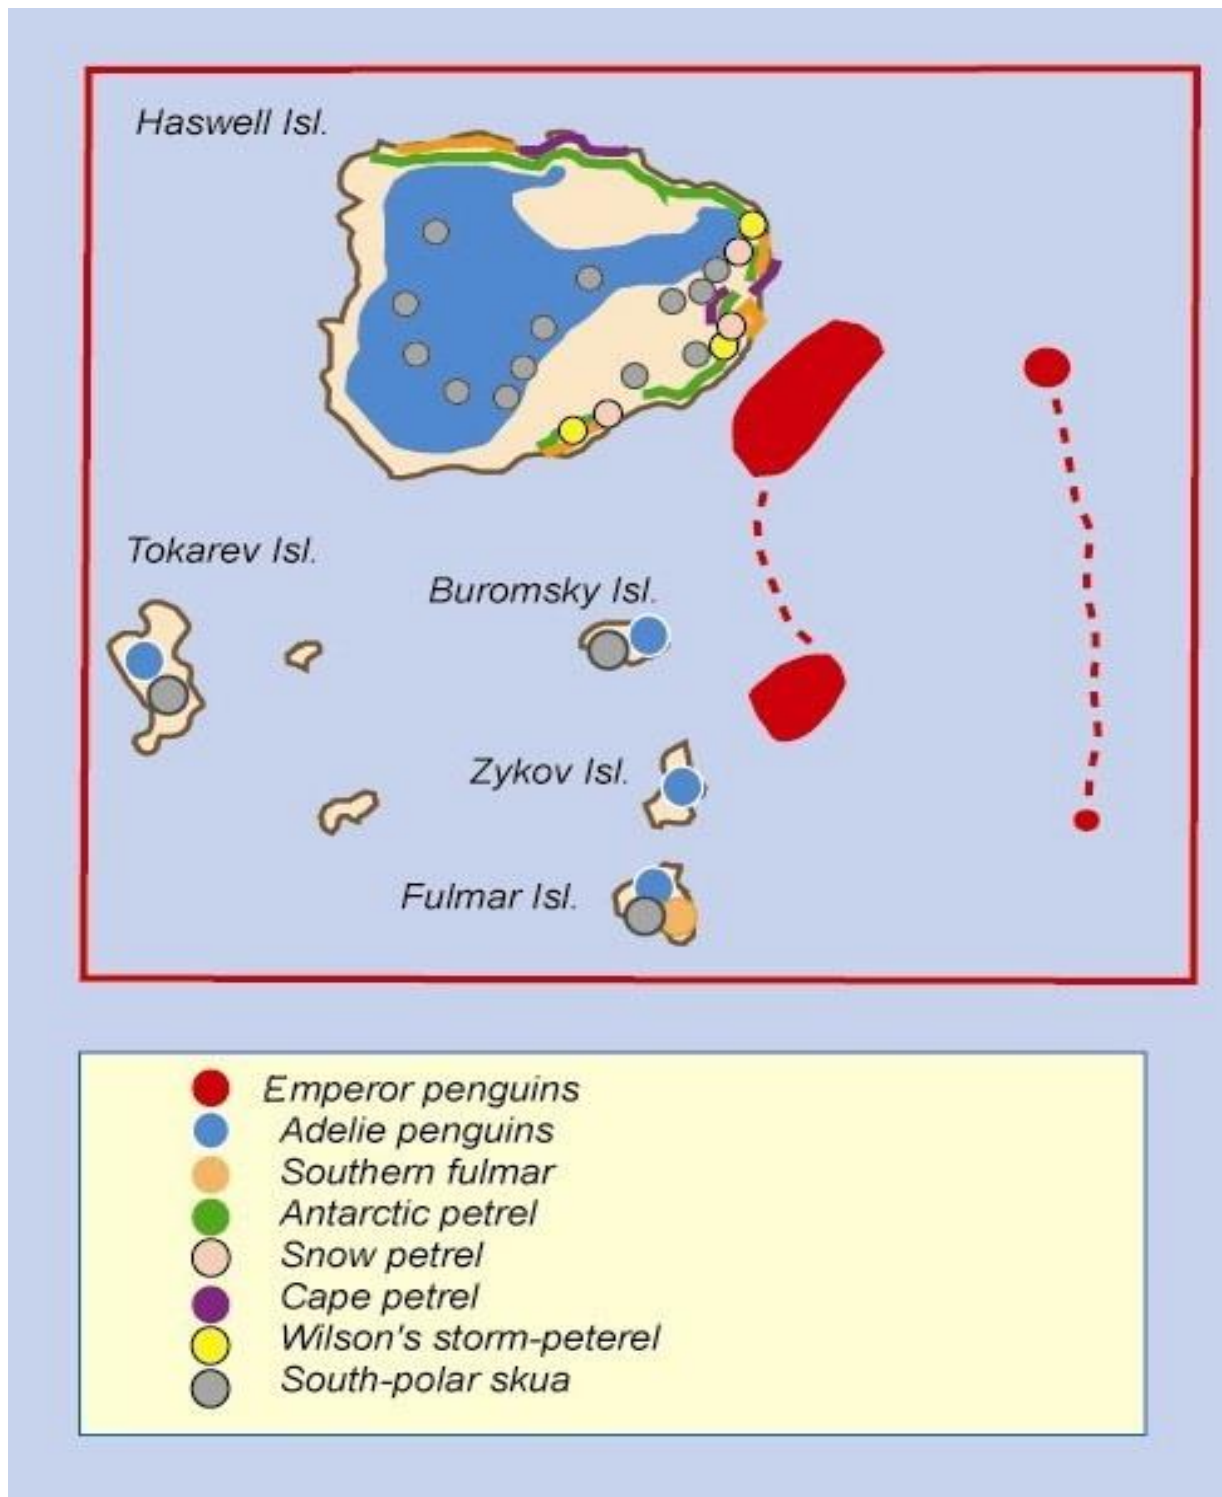 Haswell Isl.
Tokarev Isl.
Buromsky Isl.
Zykov Isl.
Fulmar Isl.
Emperor penguins
Adelie penguins
Southern fulmar
Antarctic petrel
Snow petrel
Cape petrel
Wilson's storm-peterel
South-polar skua